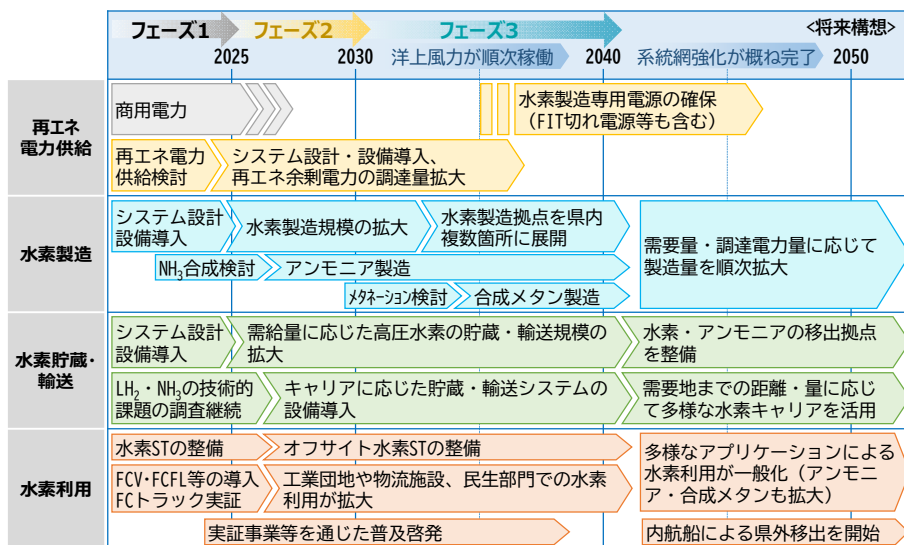 フェーズ1
フェーズ2
フェーズ3
<将来構想>
2025
2030
洋上風力が順次稼働
2040
系統網強化が概ね完了
2050
再エネ
電力供給
商用電力
水素製造専用電源の確保
（FIT切れ電源等も含む）
再エネ電力
供給検討
システム設計・設備導入、
再エネ余剰電力の調達量拡大
水素製造
システム設計
設備導入
水素製造規模の拡大
水素製造拠点を県内
複数箇所に展開
需要量・調達電力量に応じて
製造量を順次拡大
NH3合成検討
アンモニア製造
メタネーション検討
合成メタン製造
水素貯蔵・
輸送
システム設計
設備導入
需給量に応じた高圧水素の貯蔵・輸送規模の
拡大
水素・アンモニアの移出拠点
を整備
LH2・NH3の技術的
課題の調査継続
キャリアに応じた貯蔵・輸送システムの
設備導入
需要地までの距離・量に応じ
て多様な水素キャリアを活用
水素利用
水素STの整備
オフサイト水素STの整備
多様なアプリケーションによる
水素利用が一般化（アンモ
ニア・合成メタンも拡大）
FCV・FCFL等の導入
FCトラック実証
工業団地や物流施設、民生部門での水素
利用が拡大
実証事業等を通じた普及啓発
内航船による県外移出を開始